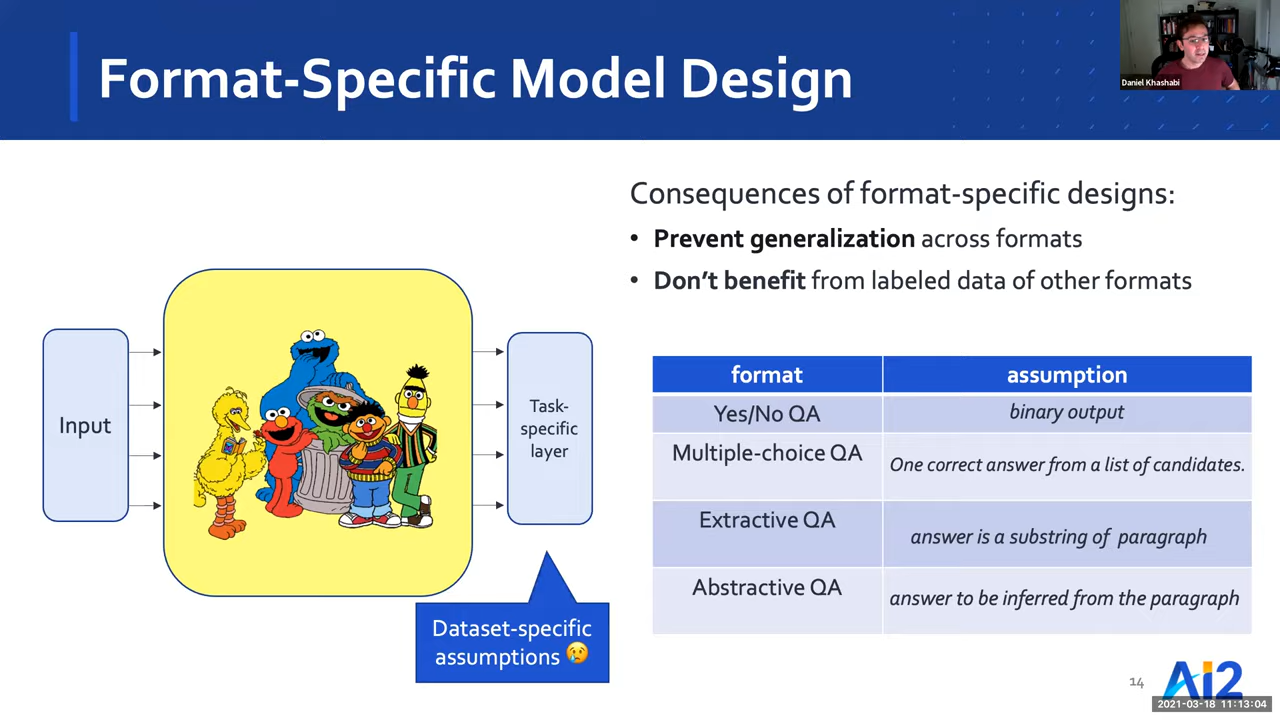 Format-Specific Model Design
Daniel Khashabi
Consequences of format-specific designs:
• Prevent generalization across formats
• Don't benefit from labeled data of other formats
Input
Task-
specific
layer
Dataset-specific
assumptions 😢
format assumption
Yes/No QA binary output
Multiple-choice QA One correct answer from a list of candidates.
Extractive QA answer is a substring of paragraph
Abstractive QA answer to be inferred from the paragraph
14
AI2
2021-03-18 11:13:04